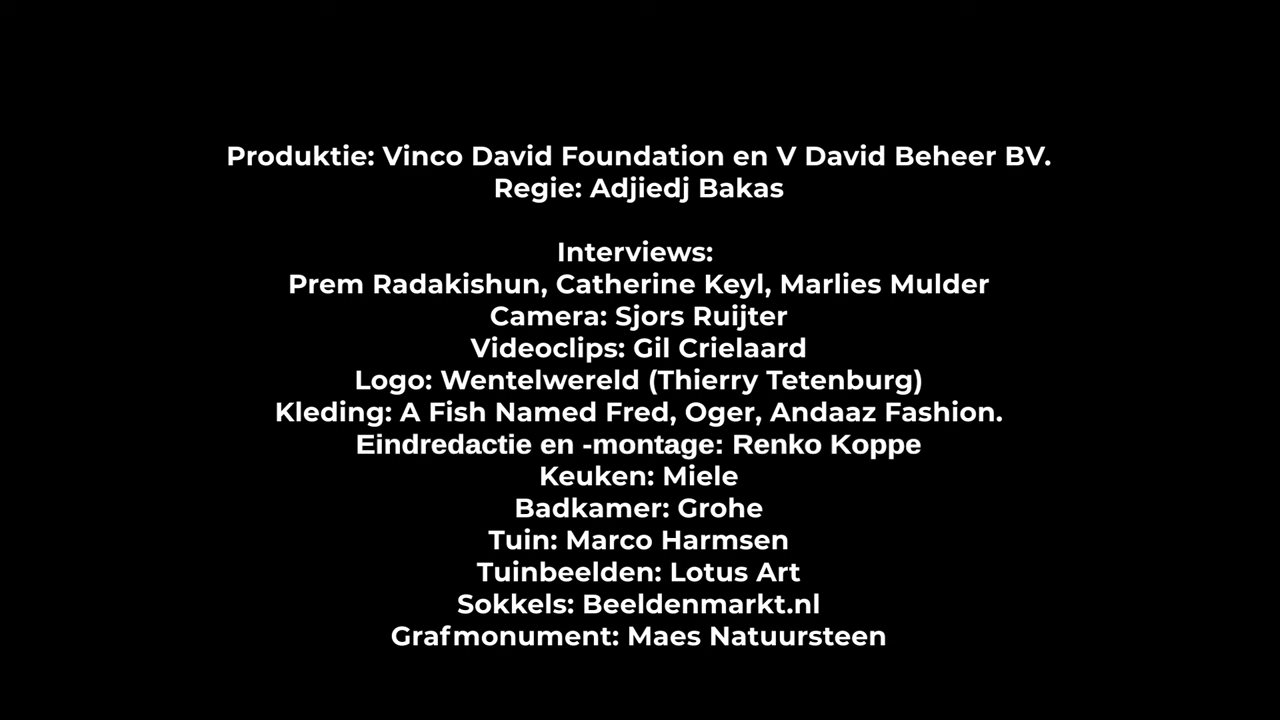 Produktie: Vinco David Foundation en V David Beheer BV.
Regie: Adjiedj Bakas
Interviews:
Prem Radakishun, Catherine Keyl, Marlies Mulder
Camera: Sjors Ruijter
Videoclips: Gil Crielaard
Logo: Wentelwereld (Thierry Tetenburg)
Kleding: A Fish Named Fred, Oger, Andaaz Fashion.
Eindredactie en -montage: Renko Koppe
Keuken: Miele
Badkamer: Grohe
Tuin: Marco Harmsen
Tuinbeelden: Lotus Art
Sokkels: Beeldenmarkt.nl
Grafmonument: Maes Natuursteen